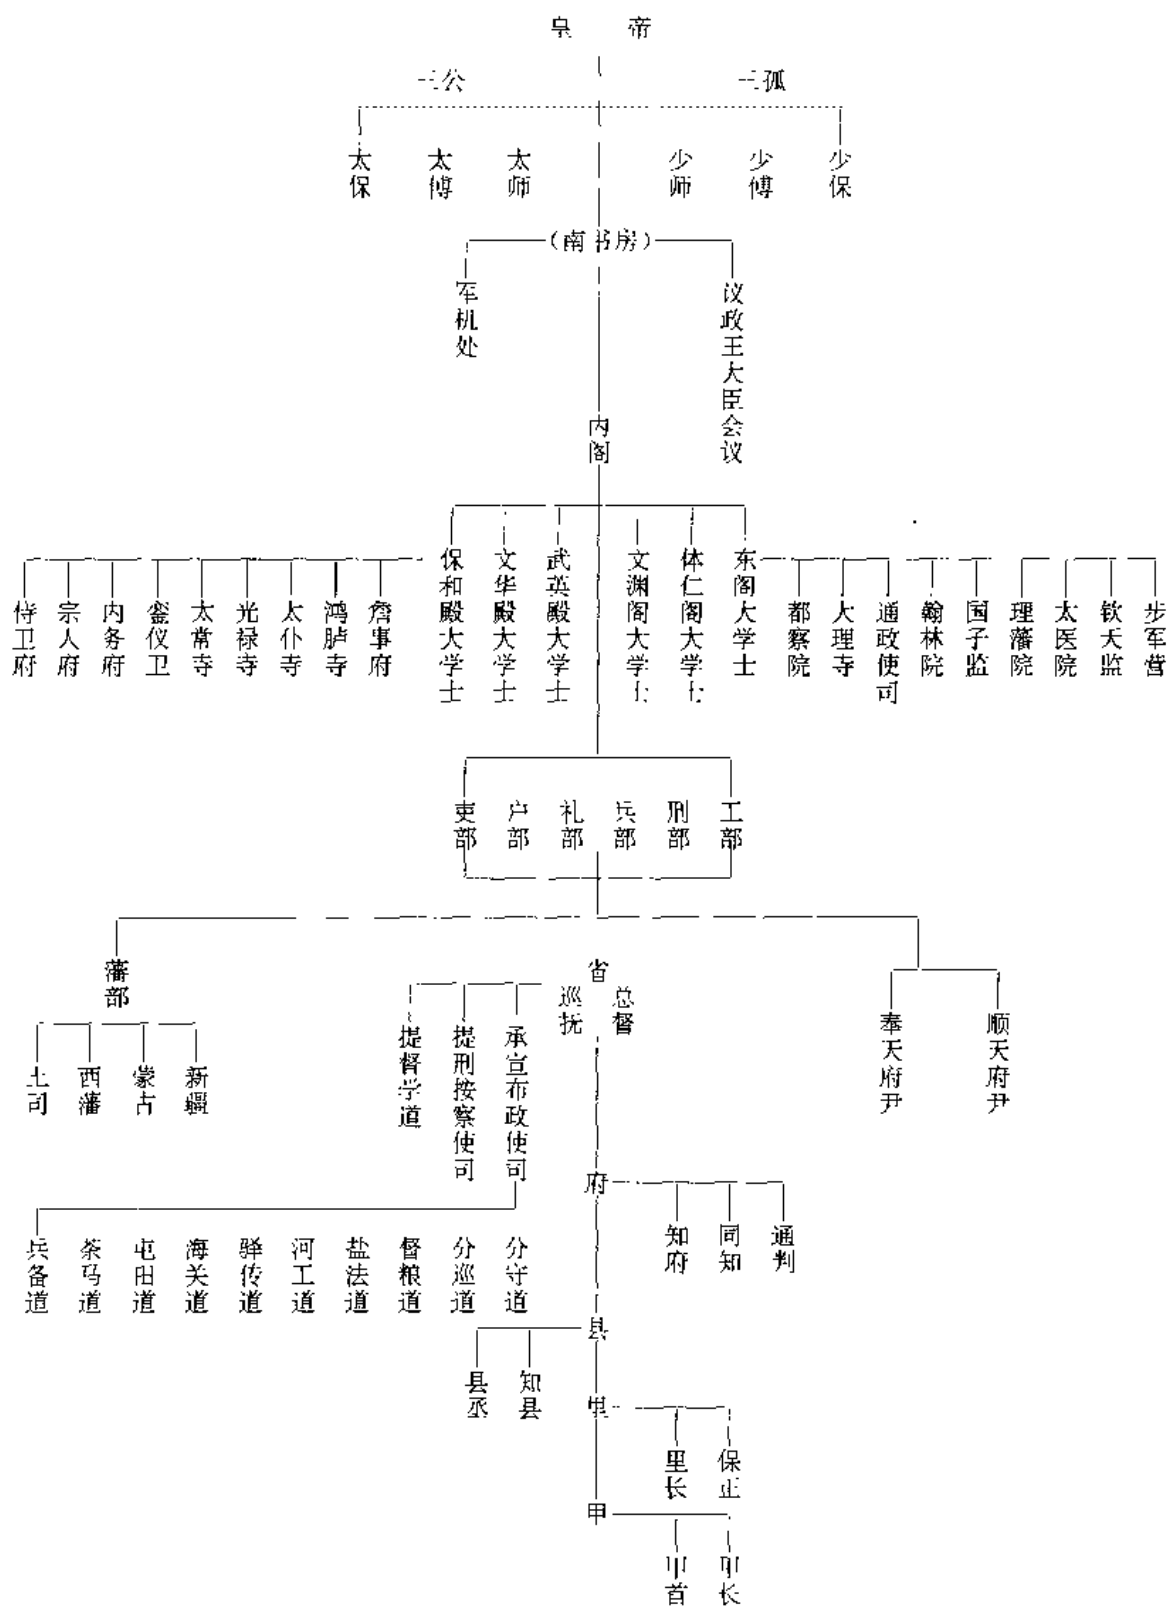 皇 帝
三公 三孤
太保 太傅 太师 少师 少傅 少保
(南书房)
军机处 议政王大臣会议
内阁
保和殿大学士 文华殿大学士 武英殿大学士 文渊阁大学士 体仁阁大学士 东阁大学士
侍卫府 宗人府 内务府 銮仪卫 太常寺 光禄寺 太仆寺 鸿胪寺 詹事府 都察院 大理寺 通政使司 翰林院 国子监 理藩院 太医院 钦天监 步军营
吏部 户部 礼部 兵部 刑部 工部
藩部 省 巡抚 总督
奉天府尹 顺天府尹
土司 西藩 蒙古 新疆
提督学道 提刑按察使司 承宣布政使司
府
知府 同知 通判
兵备道 茶马道 屯田道 海关道 驿传道 河工道 盐法道 督粮道 分巡道 分守道
县
县丞 知县
里
里长 保正
甲
甲首 甲长